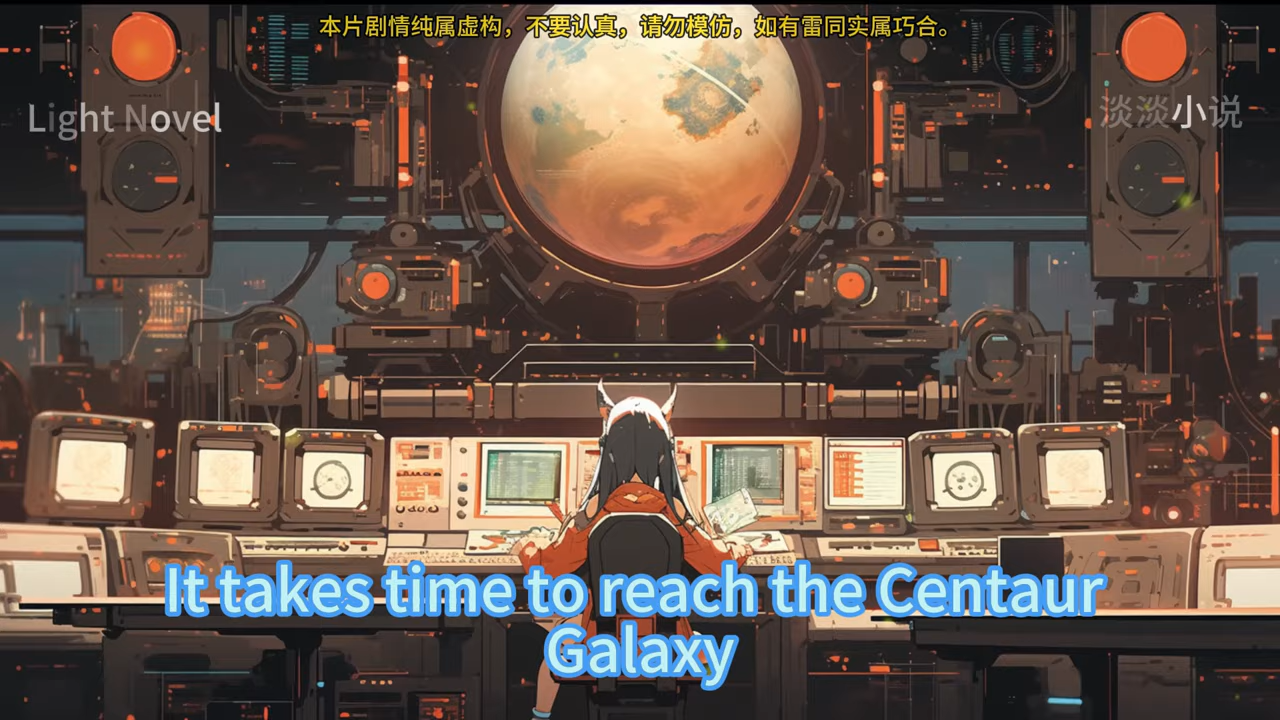 本片剧情纯属虚构，不要认真，请勿模仿，如有雷同实属巧合。
Light Novel
淡淡小说
It takes time to reach the Centaur
Galaxy